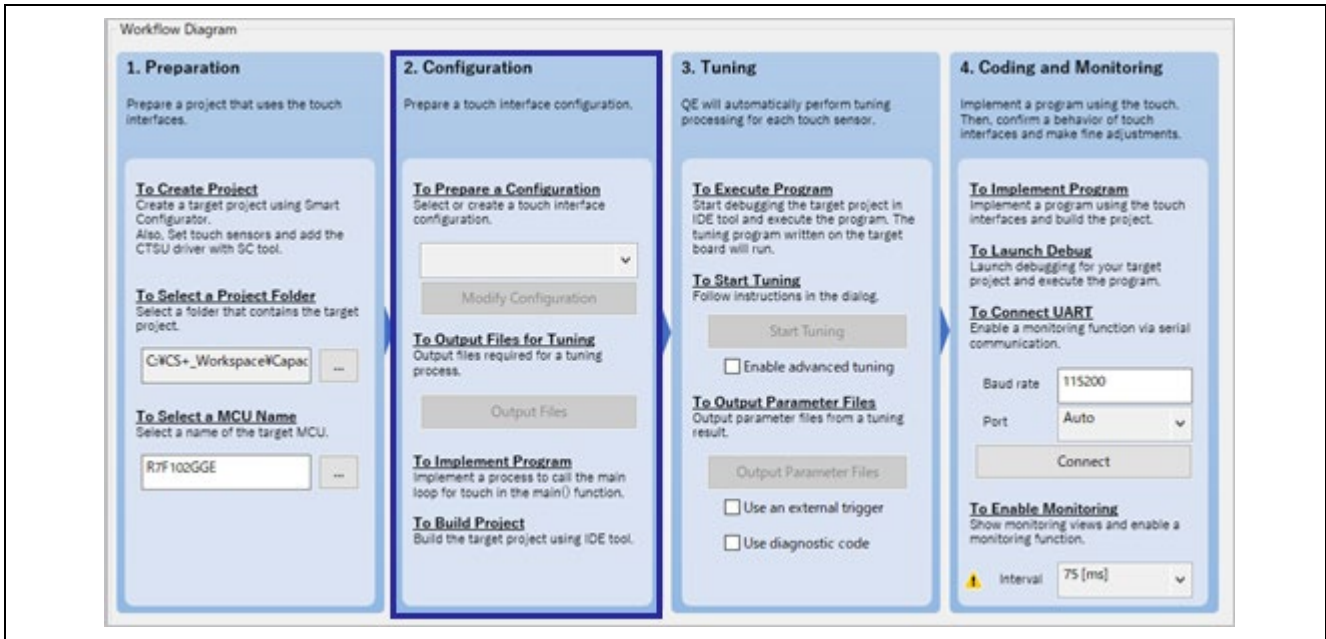 Workflow Diagram
1. Preparation
Prepare a project that uses the touch
interfaces.
To Create Project
Create a target project using Smart
Configurator.
Also, Set touch sensors and add the
CTSU driver with SC tool.
To Select a Project Folder
Select a folder that contains the target
project.
C:¥CS+_Workspace¥Capac
...
To Select a MCU Name
Select a name of the target MCU.
R7F102GGE
...
2. Configuration
Prepare a touch interface configuration.
To Prepare a Configuration
Select or create a touch interface
configuration.
Modify Configuration
To Output Files for Tuning
Output files required for a tuning
process.
Output Files
To Implement Program
Implement a process to call the main
loop for touch in the main() function.
To Build Project
Build the target project using IDE tool.
3. Tuning
QE will automatically perform tuning
processing for each touch sensor.
To Execute Program
Start debugging the target project in
IDE tool and execute the program. The
tuning program written on the target
board will run.
To Start Tuning
Follow instructions in the dialog.
Start Tuning
Enable advanced tuning
To Output Parameter Files
Output parameter files from a tuning
result.
Output Parameter Files
Use an external trigger
Use diagnostic code
4. Coding and Monitoring
Implement a program using the touch.
Then, confirm a behavior of touch
interfaces and make fine adjustments.
To Implement Program
Implement a program using the touch
interfaces and build the project.
To Launch Debug
Launch debugging for your target
project and execute the program.
To Connect UART
Enable a monitoring function via serial
communication.
Baud rate 115200
Port Auto
Connect
To Enable Monitoring
Show monitoring views and enable a
monitoring function.
Interval 75 [ms]